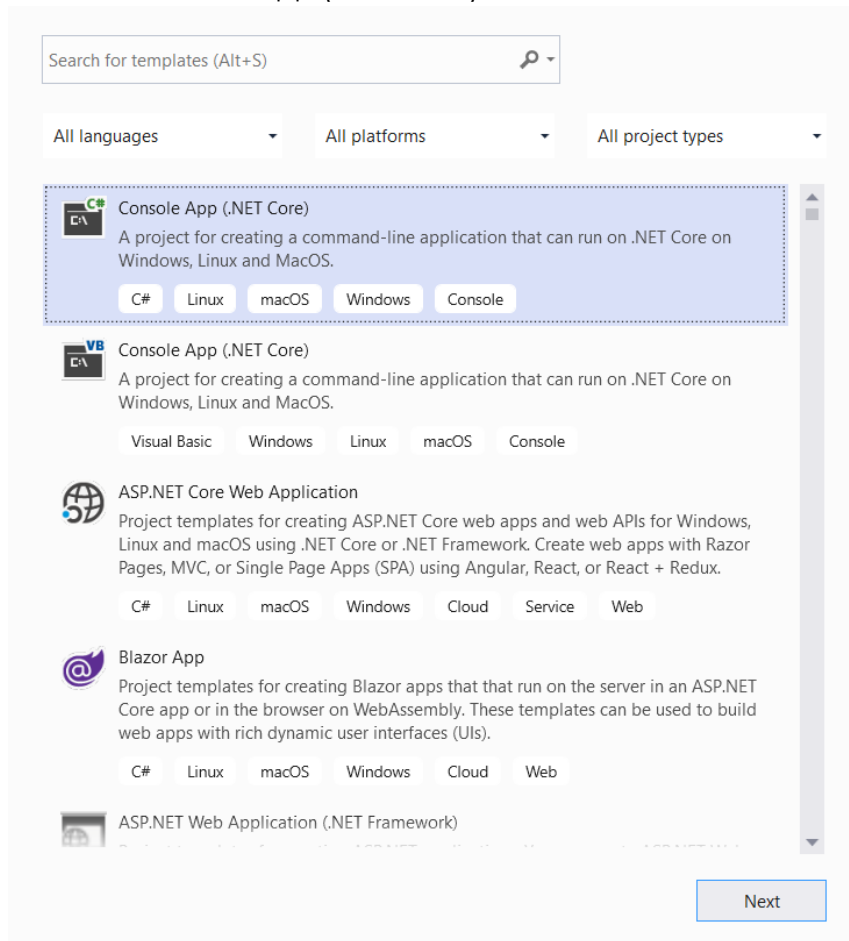 Search for templates (Alt+S)
All languages
All platforms
All project types
C#
Console App (.NET Core)
A project for creating a command-line application that can run on .NET Core on
Windows, Linux and MacOS.
C# Linux macOS Windows Console
VB
Console App (.NET Core)
A project for creating a command-line application that can run on .NET Core on
Windows, Linux and MacOS.
Visual Basic Windows Linux macOS Console
ASP.NET Core Web Application
Project templates for creating ASP.NET Core web apps and web APIs for Windows,
Linux and macOS using .NET Core or .NET Framework. Create web apps with Razor
Pages, MVC, or Single Page Apps (SPA) using Angular, React, or React + Redux.
C# Linux macOS Windows Cloud Service Web
Blazor App
Project templates for creating Blazor apps that that run on the server in an ASP.NET
Core app or in the browser on WebAssembly. These templates can be used to build
web apps with rich dynamic user interfaces (UIs).
C# Linux macOS Windows Cloud Web
ASP.NET Web Application (.NET Framework)
Next